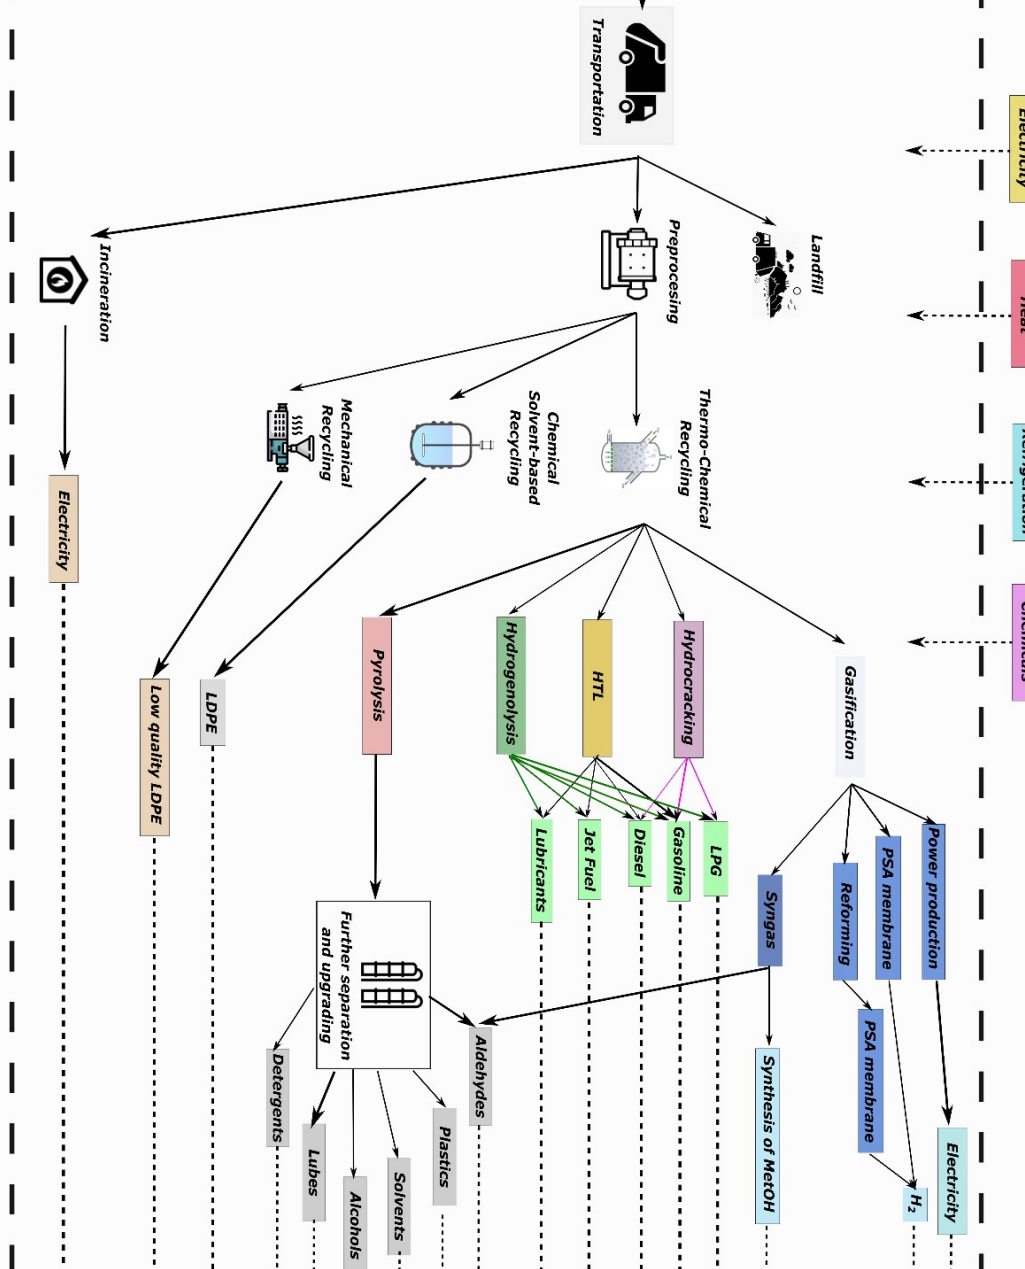 Transportation
Electricity
Landfill
Preprocesing
Incineration
Heat
Thermo-Chemical
Recycling
Chemical
Solvent-based
Recycling
Mechanical
Recycling
Electricity
Chemicals
Gasification
Hydrocracking
HTL
Hydrogenolysis
Pyrolysis
LDPE
Low quality LDPE
Power production
PSA membrane
Reforming
Syngas
LPG
Gasoline
Diesel
Jet Fuel
Lubricants
Further separation
and upgrading
PSA membrane
Synthesis of MetOH
Aldehydes
Detergents
Electricity
H₂
Plastics
Solvents
Alcohols
Lubes